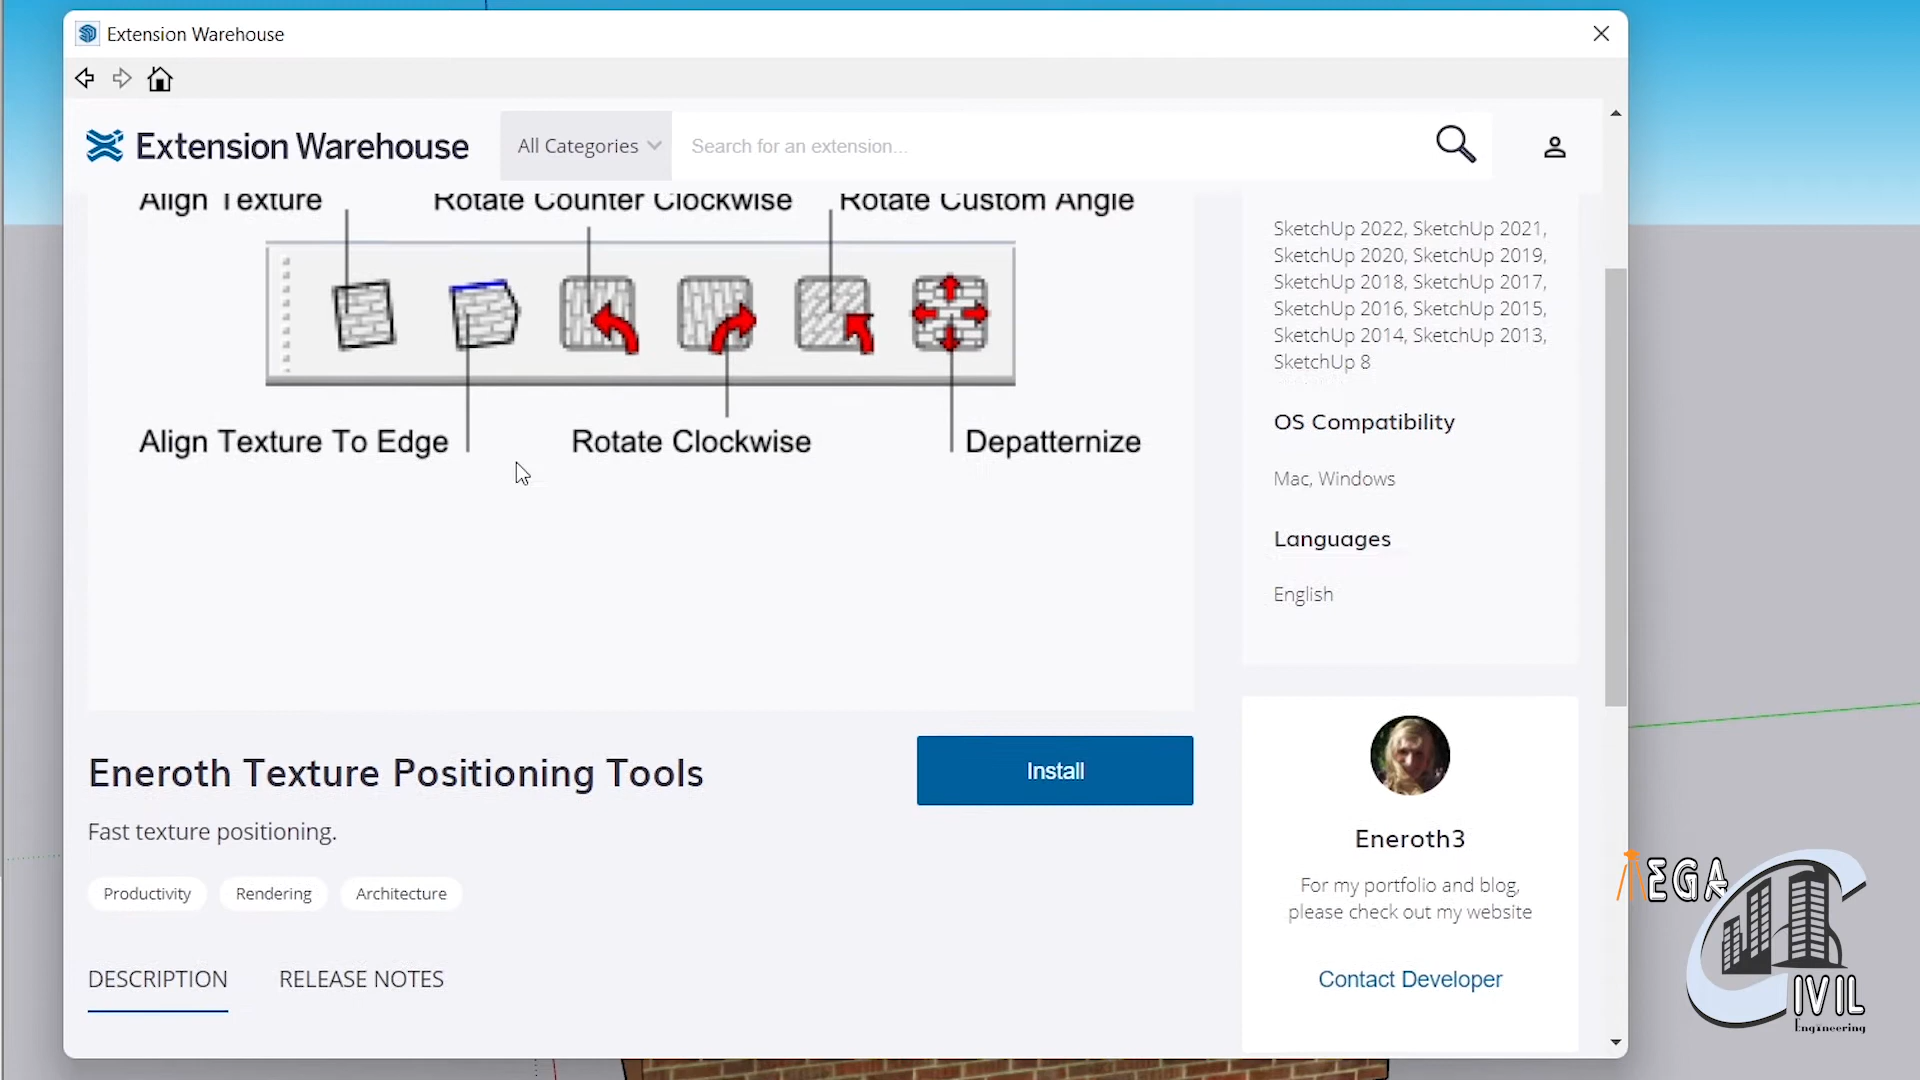 Extension Warehouse
Extension Warehouse
All Categories
Search for an extension...
Align Texture
Rotate Counter Clockwise
Rotate Custom Angle
Align Texture To Edge
Rotate Clockwise
Depatternize
SketchUp 2022, SketchUp 2021,
SketchUp 2020, SketchUp 2019,
SketchUp 2018, SketchUp 2017,
SketchUp 2016, SketchUp 2015,
SketchUp 2014, SketchUp 2013,
SketchUp 8
OS Compatibility
Mac, Windows
Languages
English
Eneroth Texture Positioning Tools
Install
Fast texture positioning.
Productivity
Rendering
Architecture
DESCRIPTION
RELEASE NOTES
Eneroth3
For my portfolio and blog,
please check out my website
Contact Developer
MEGA
CIVIL
Engineering